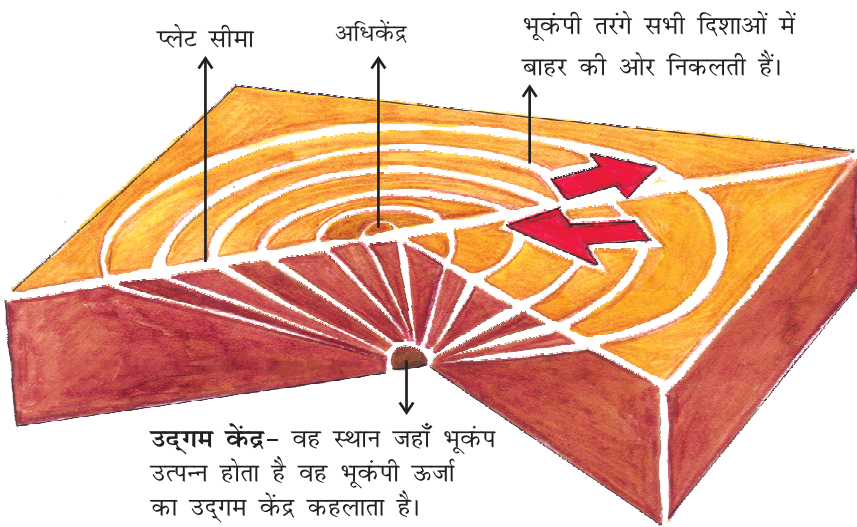 प्लेट सीमा
अधिकेंद्र
भूकंपी तरंगे सभी दिशाओं में
बाहर की ओर निकलती हैं।
उद्‌गम केंद्र- वह स्थान जहाँ भूकंप
उत्पन्न होता है वह भूकंपी ऊर्जा
का उद्‌गम केंद्र कहलाता है।